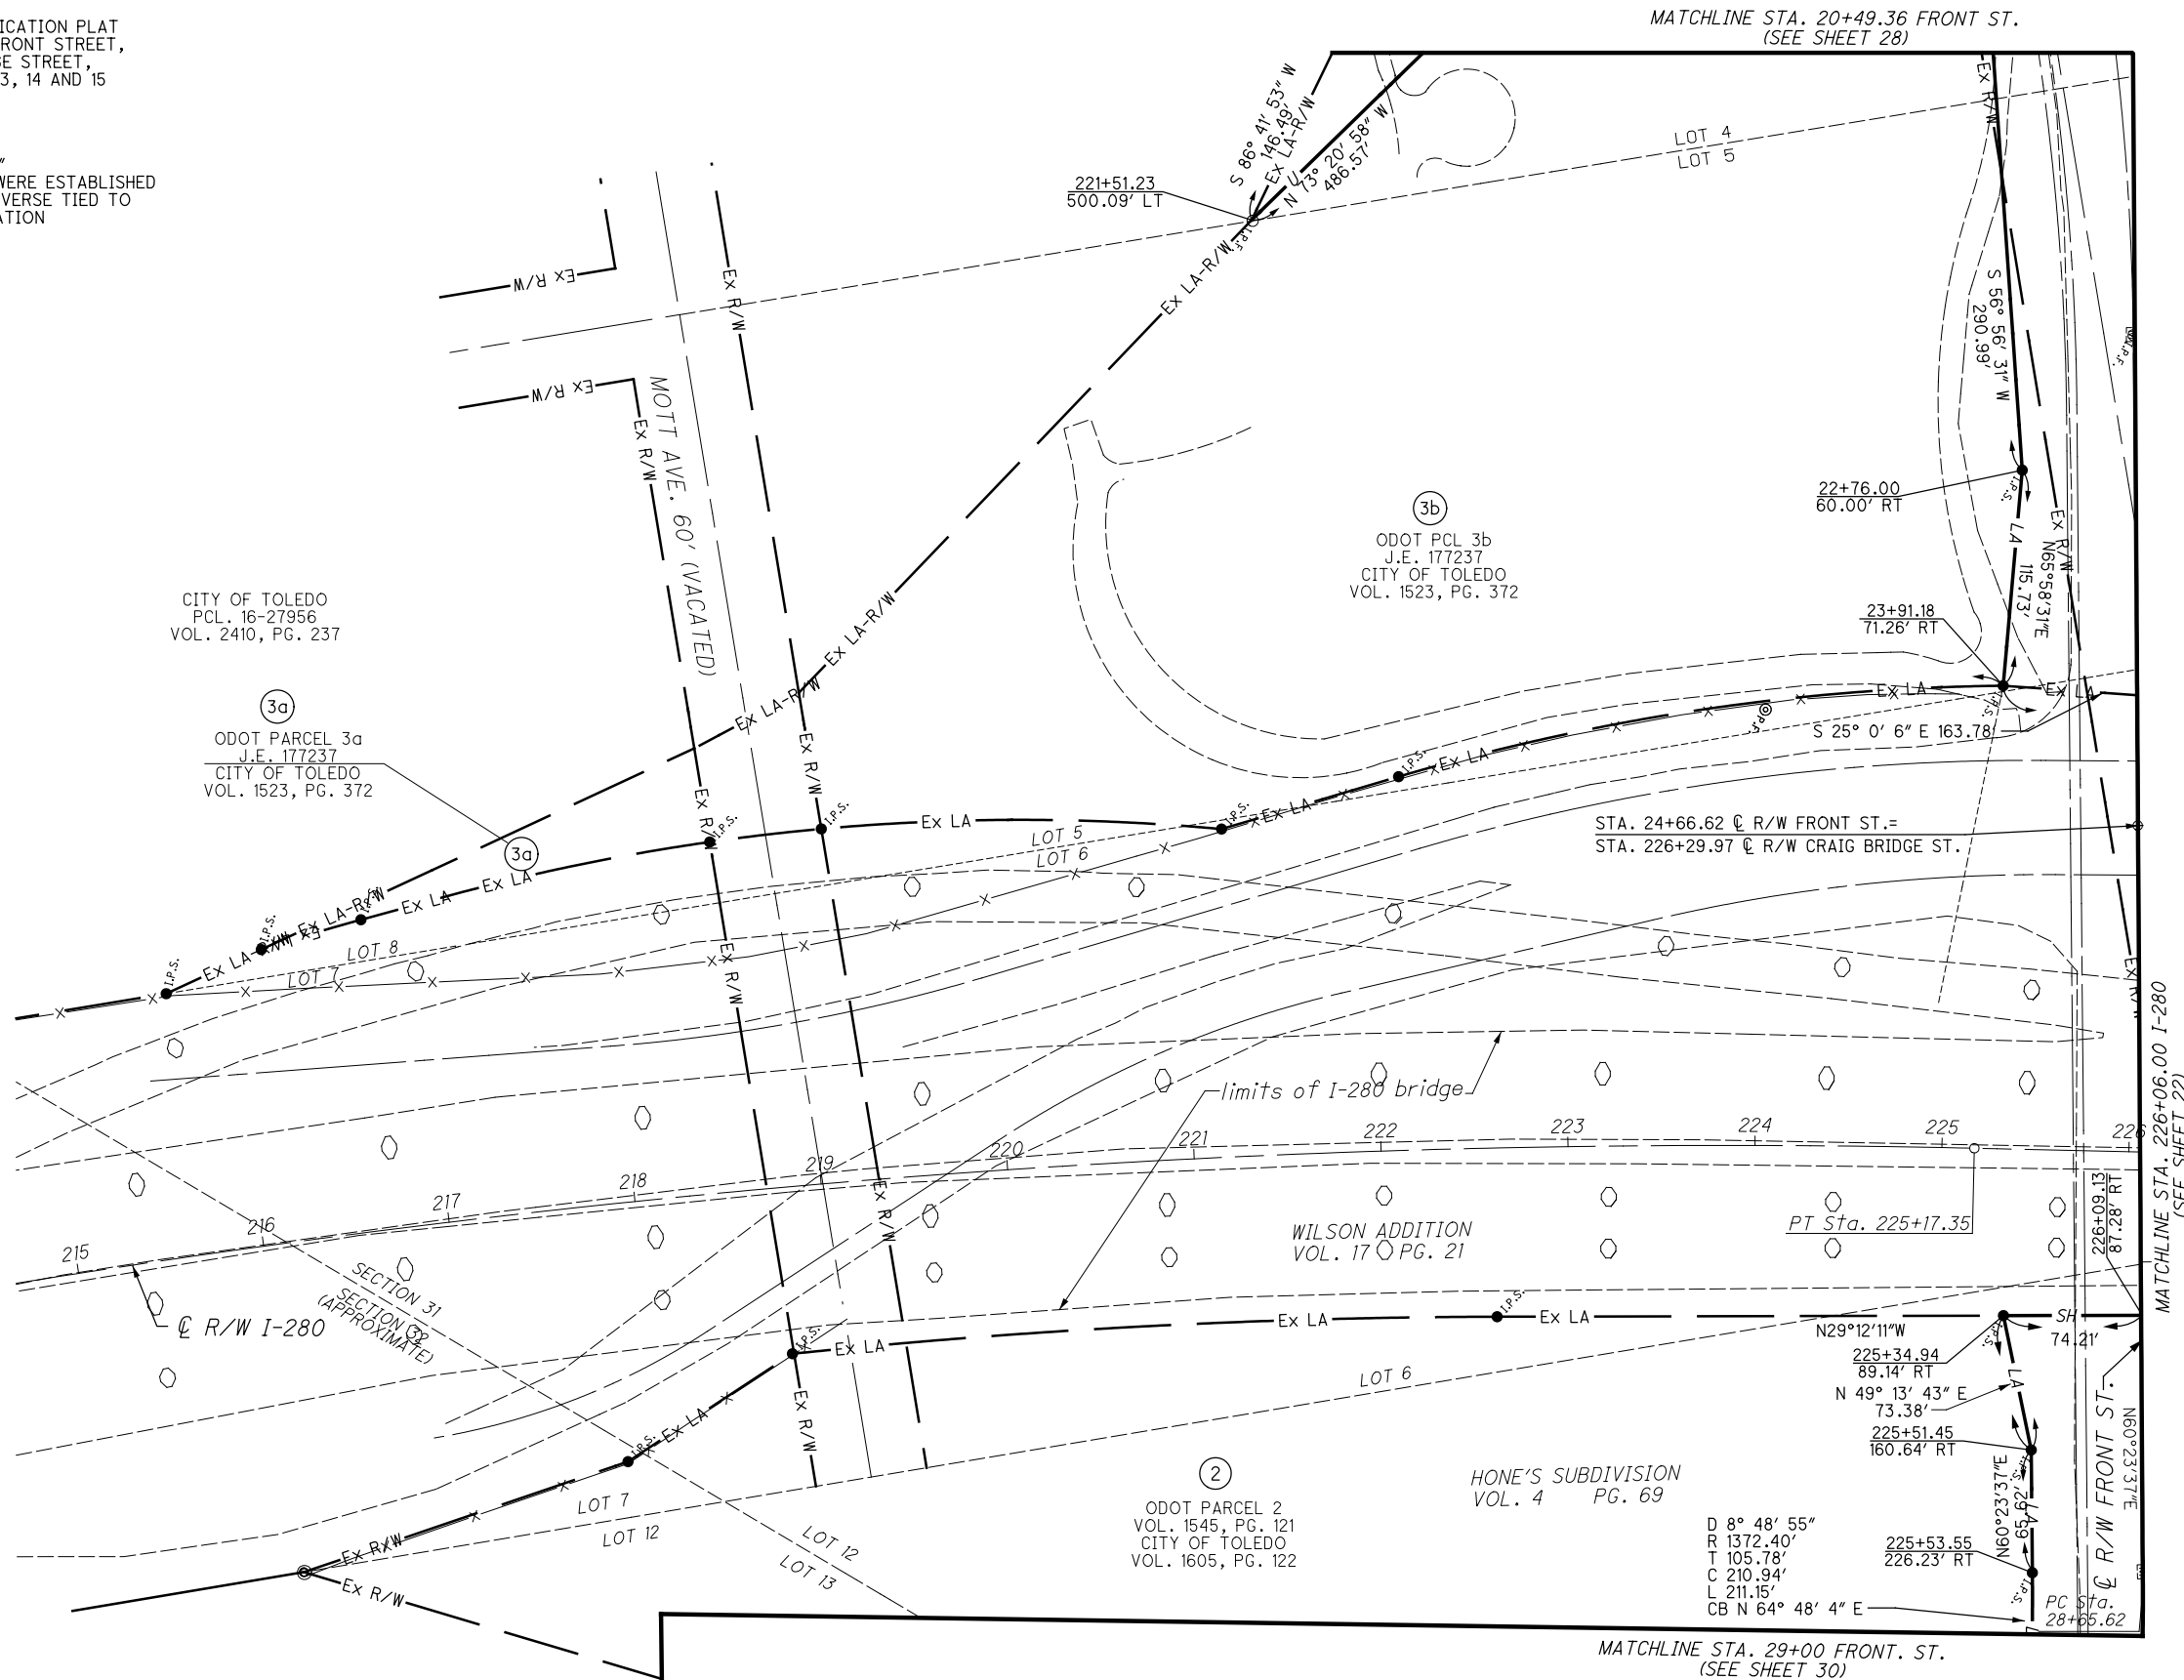 ICATION PLAT
RONT STREET,
SE STREET,
3, 14 AND 15
WERE ESTABLISHED
VERSE TIED TO
ATION
MATCHLINE STA. 20+49.36 FRONT ST.
(SEE SHEET 28)
S 86° 41' 53" W
146.49'
Ex LA-R/W
N 73° 20' 58" W
486.57'
LOT 4
LOT 5
221+51.23
500.09' LT
I.P.F.
Ex R/W
Ex R/W
Ex R/W
Ex R/W
Ex R/W
MOTT AVE. 60' (VACATED)
Ex LA-R/W
Ex LA-R/W
Ex LA-R/W
S 56° 56' 31" W
290.99'
I.P.F.
22+76.00
60.00' RT
I.P.S.
Ex R/W
LA
N65°58'31"E
115.73'
3b
ODOT PCL 3b
J.E. 177237
CITY OF TOLEDO
VOL. 1523, PG. 372
CITY OF TOLEDO
PCL. 16-27956
VOL. 2410, PG. 237
3a
ODOT PARCEL 3a
J.E. 177237
CITY OF TOLEDO
VOL. 1523, PG. 372
3a
23+91.18
71.26' RT
I.P.S.
Ex LA
Ex LA
S 25° 0' 6" E 163.78'
I.P.F.
Ex LA
I.P.S.
Ex LA
I.P.S.
Ex R/W
Ex R/W
I.P.S.
I.P.S.
Ex LA
LOT 5
LOT 6
STA. 24+66.62 ℄ R/W FRONT ST.=
STA. 226+29.97 ℄ R/W CRAIG BRIDGE ST.
Ex LA
Ex LA
Ex LA-R/W
I.P.S.
I.P.S.
Ex LA-R/W
I.P.S.
LOT 8
LOT 7
Ex R/W
Ex R/W
limits of I-280 bridge
MATCHLINE STA. 226+06.00 I-280
(SEE SHEET 22)
215
216
217
218
219
220
221
222
223
224
225
226
Ex R/W
PT Sta. 225+17.35
226+09.13
87.28' RT
WILSON ADDITION
VOL. 17 PG. 21
SECTION 31
SECTION 32
(APPROXIMATE)
℄ R/W I-280
I.P.S.
Ex LA
Ex LA
I.P.S.
Ex LA
N29°12'11"W
SH
74.21'
I.P.S.
225+34.94
89.14' RT
LA
N 49° 13' 43" E
73.38'
225+51.45
160.64' RT
I.P.S.
N60°23'37"E
65.62'
LA
℄ R/W FRONT ST.
N60°23'37"E
LOT 6
Ex R/W
I.P.S.
Ex LA
Ex R/W
LOT 7
LOT 12
LOT 12
LOT 13
Ex R/W
2
ODOT PARCEL 2
VOL. 1545, PG. 121
CITY OF TOLEDO
VOL. 1605, PG. 122
HONE'S SUBDIVISION
VOL. 4 PG. 69
D 8° 48' 55"
R 1372.40'
T 105.78'
C 210.94'
L 211.15'
CB N 64° 48' 4" E
225+53.55
226.23' RT
I.P.S.
PC Sta.
28+65.62
MATCHLINE STA. 29+00 FRONT. ST.
(SEE SHEET 30)